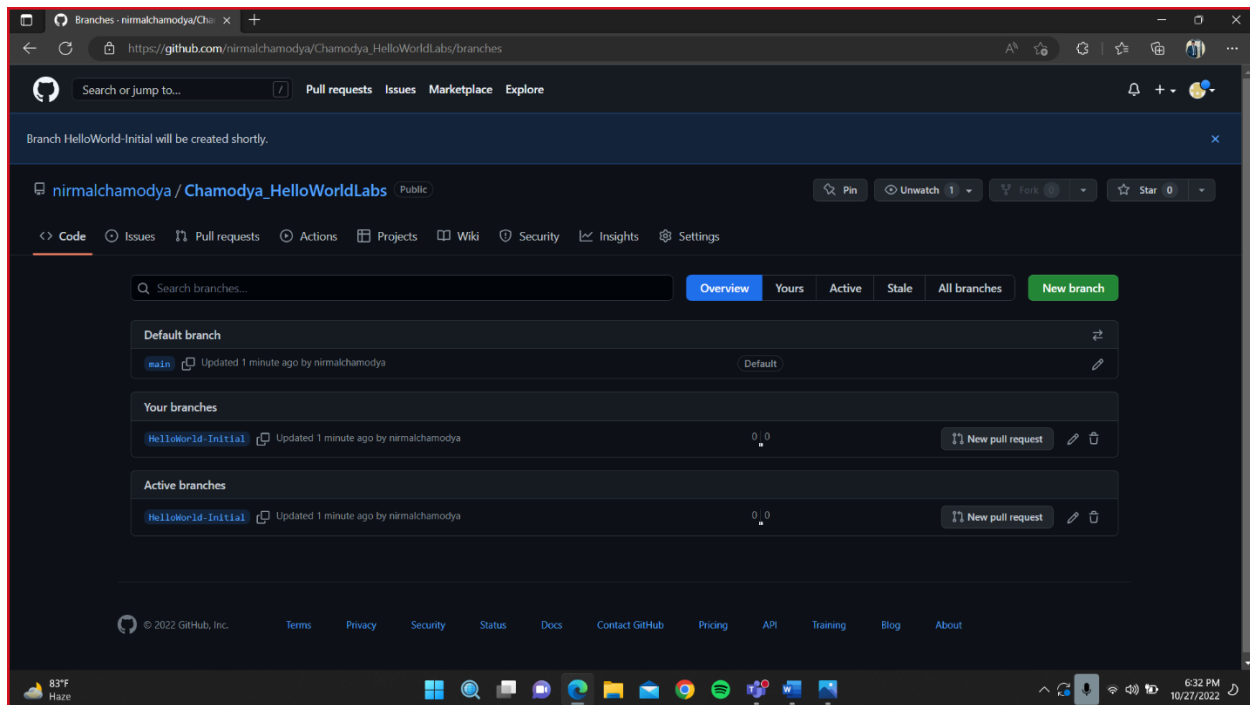 Branches - nirmalchamodya/Cha
https://github.com/nirmalchamodya/Chamodya_HelloWorldLabs/branches
Search or jump to... / Pull requests Issues Marketplace Explore
Branch HelloWorld-Initial will be created shortly.
nirmalchamodya / Chamodya_HelloWorldLabs Public Pin Unwatch 1 Fork 0 Star 0
Code Issues Pull requests Actions Projects Wiki Security Insights Settings
Search branches... Overview Yours Active Stale All branches New branch
Default branch
main Updated 1 minute ago by nirmalchamodya Default
Your branches
HelloWorld-Initial Updated 1 minute ago by nirmalchamodya 0 0 New pull request
Active branches
HelloWorld-Initial Updated 1 minute ago by nirmalchamodya 0 0 New pull request
© 2022 GitHub, Inc. Terms Privacy Security Status Docs Contact GitHub Pricing API Training Blog About
83°F
Haze
6:32 PM
10/27/2022